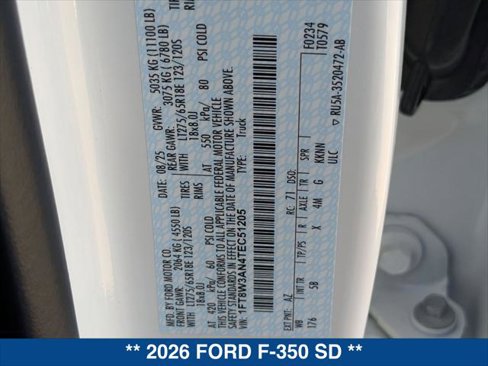 MFD. BY FORD MOTOR CO.
08/25
GVWR: 5035 KG (11100 LB)
FRONT GAWR: 2064 KG (4550 LB)
REAR GAWR: 3075 KG (6780 LB)
WITH LT275/65R18E 123/120S TIRES
WITH LT275/65R18E 123/120S TIRES
18x8.0J RIMS
18x8.0J RIMS
AT 420 kPa/ 60 PSI COLD
AT 550 kPa/ 80 PSI COLD
THIS VEHICLE CONFORMS TO ALL APPLICABLE FEDERAL MOTOR VEHICLE
SAFETY STANDARDS IN EFFECT ON THE DATE OF MANUFACTURE SHOWN ABOVE.
VIN: 1FT8W3AN4TEC51205
TYPE: Truck
F0234
T0579
EXT PNT: AZ RC: 71 DSO:
WB INT TR TP/PS R AXLE TR SPR
176 5B X 4M G KKNN
ULC
▽ RU5A-3520472-AB
** 2026 FORD F-350 SD **